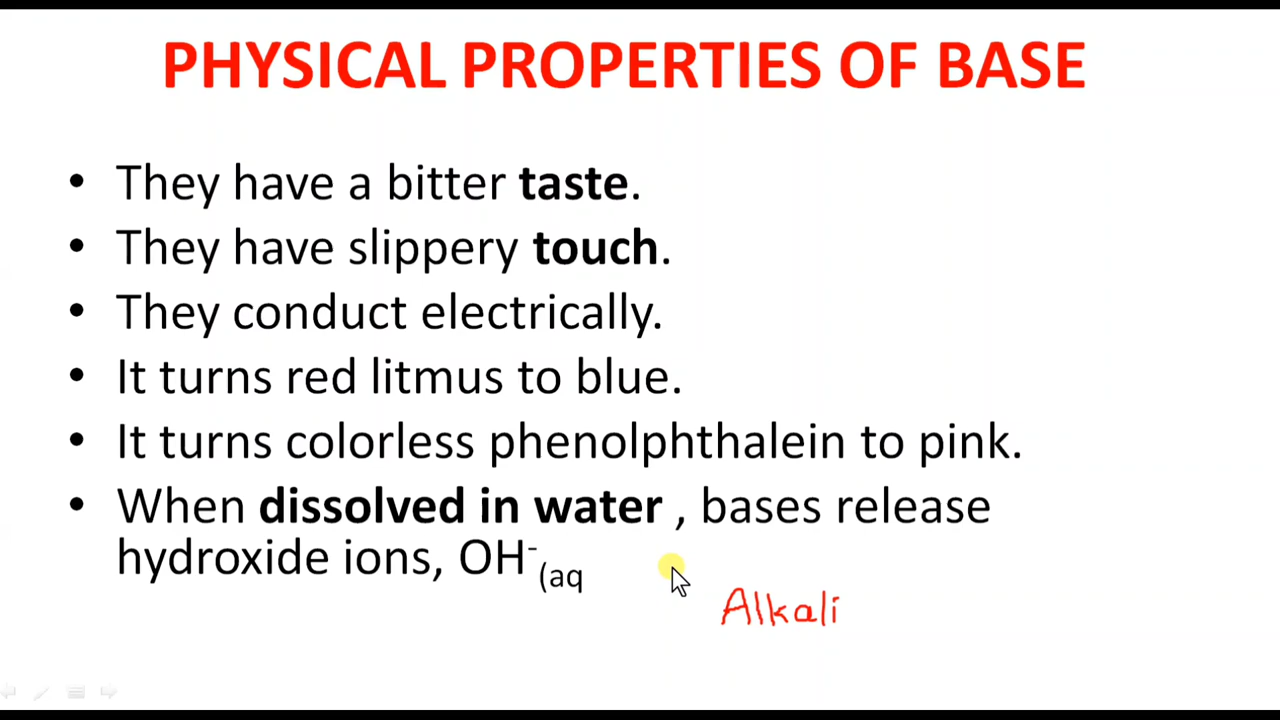 PHYSICAL PROPERTIES OF BASE
• They have a bitter taste.
• They have slippery touch.
• They conduct electrically.
• It turns red litmus to blue.
• It turns colorless phenolphthalein to pink.
• When dissolved in water , bases release
hydroxide ions, OH⁻(aq
Alkali